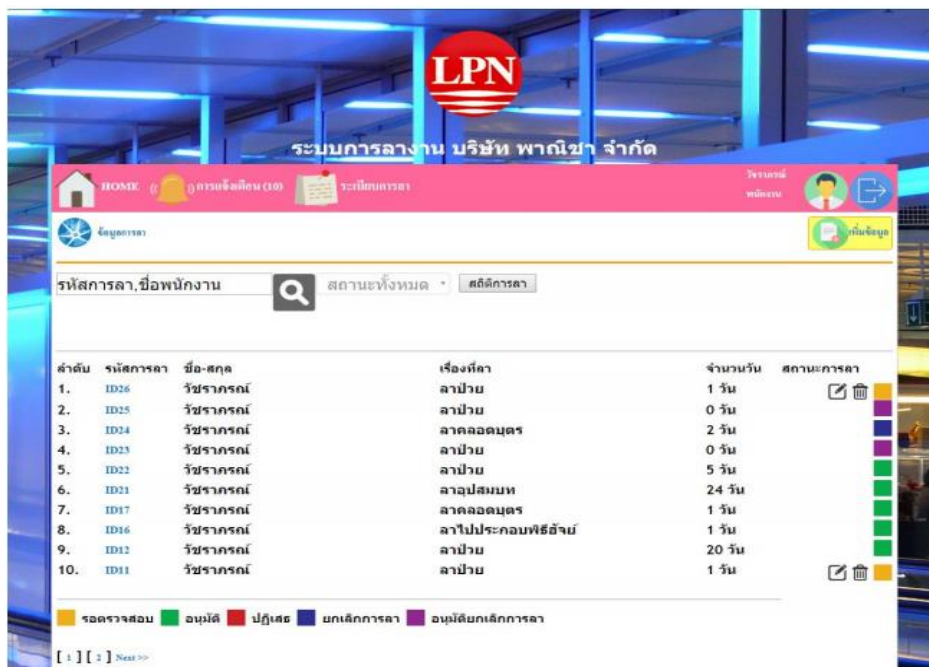 LPN
ระบบการลางาน บริษัท พาณิชา จำกัด
HOME การแจ้งเตือน (10) ระเบียบการลา
วัชราภรณ์
พนักงาน
ข้อมูลการลา เพิ่มข้อมูล
รหัสการลา,ชื่อพนักงาน สถานะทั้งหมด สถิติการลา
ลำดับ รหัสการลา ชื่อ-สกุล เรื่องที่ลา จำนวนวัน สถานะการลา
1. ID26 วัชราภรณ์ ลาป่วย 1 วัน
2. ID25 วัชราภรณ์ ลาป่วย 0 วัน
3. ID24 วัชราภรณ์ ลาคลอดบุตร 2 วัน
4. ID23 วัชราภรณ์ ลาป่วย 0 วัน
5. ID22 วัชราภรณ์ ลาป่วย 5 วัน
6. ID21 วัชราภรณ์ ลาอุปสมบท 24 วัน
7. ID17 วัชราภรณ์ ลาคลอดบุตร 1 วัน
8. ID16 วัชราภรณ์ ลาไปประกอบพิธีฮัจย์ 1 วัน
9. ID12 วัชราภรณ์ ลาป่วย 20 วัน
10. ID11 วัชราภรณ์ ลาป่วย 1 วัน
รอตรวจสอบ อนุมัติ ปฏิเสธ ยกเลิกการลา อนุมัติยกเลิกการลา
[ 1 ] [ 2 ] Next >>